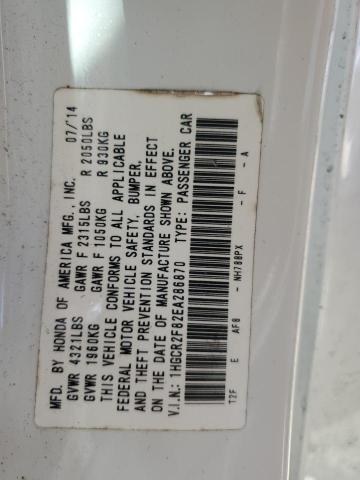 MFD. BY HONDA OF AMERICA MFG., INC. 07/'14
GVWR 4321LBS GAWR F 2315LBS R 2050LBS
GVWR 1960KG GAWR F 1050KG R 930KG
THIS VEHICLE CONFORMS TO ALL APPLICABLE
FEDERAL MOTOR VEHICLE SAFETY, BUMPER,
AND THEFT PREVENTION STANDARDS IN EFFECT
ON THE DATE OF MANUFACTURE SHOWN ABOVE.
V.I.N.: 1HGCR2F82EA286870 TYPE: PASSENGER CAR
T2F E AF8 - NH788PX - F - A